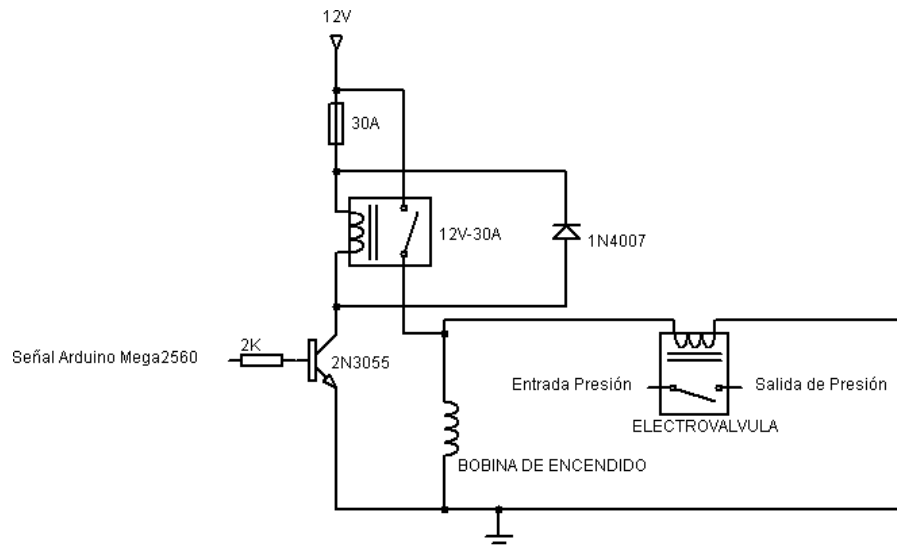 12V
30A
12V-30A
1N4007
Señal Arduino Mega2560
2K
2N3055
Entrada Presión
Salida de Presión
ELECTROVALVULA
BOBINA DE ENCENDIDO